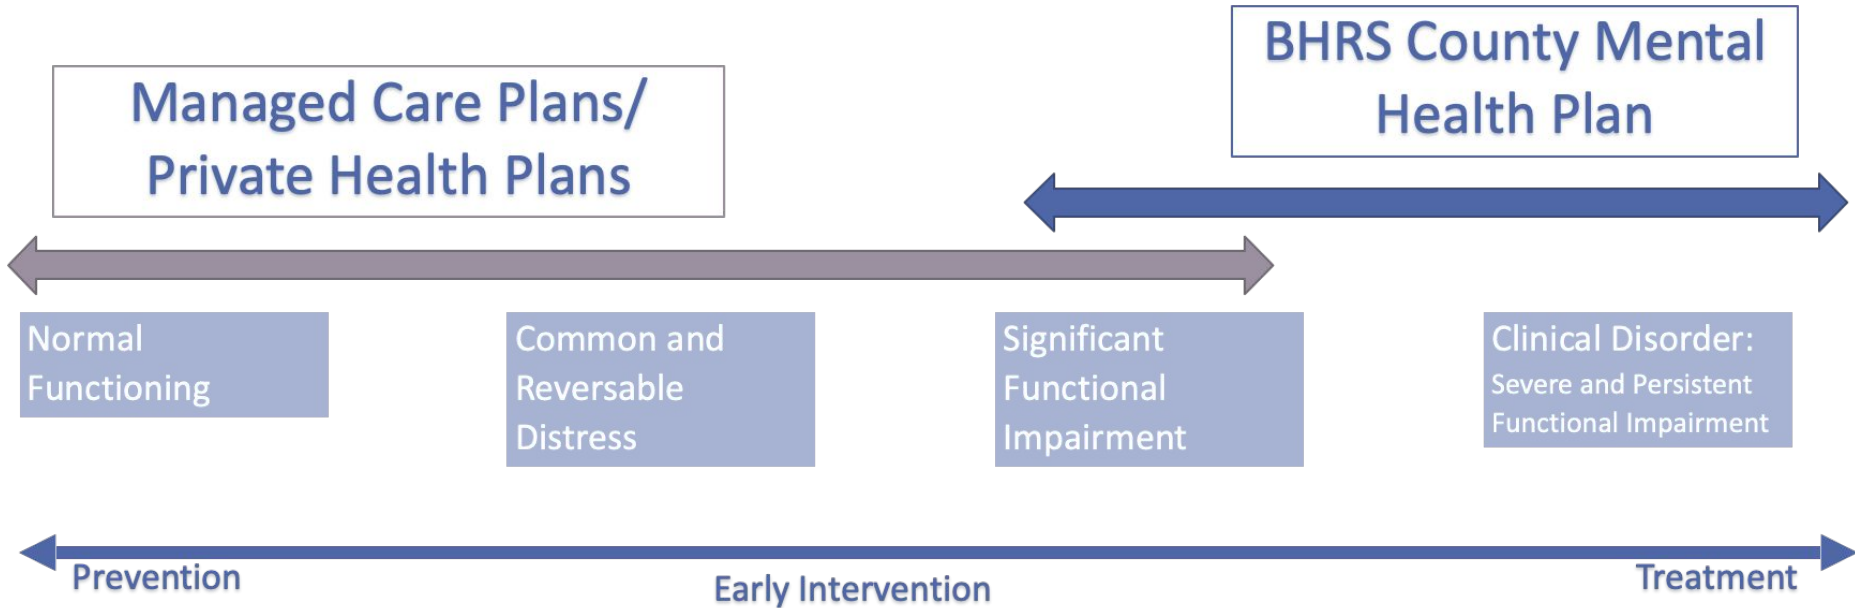 BHRS County Mental
Health Plan
Managed Care Plans/
Private Health Plans
Normal
Functioning
Common and
Reversable
Distress
Significant
Functional
Impairment
Clinical Disorder:
Severe and Persistent
Functional Impairment
Prevention
Early Intervention
Treatment